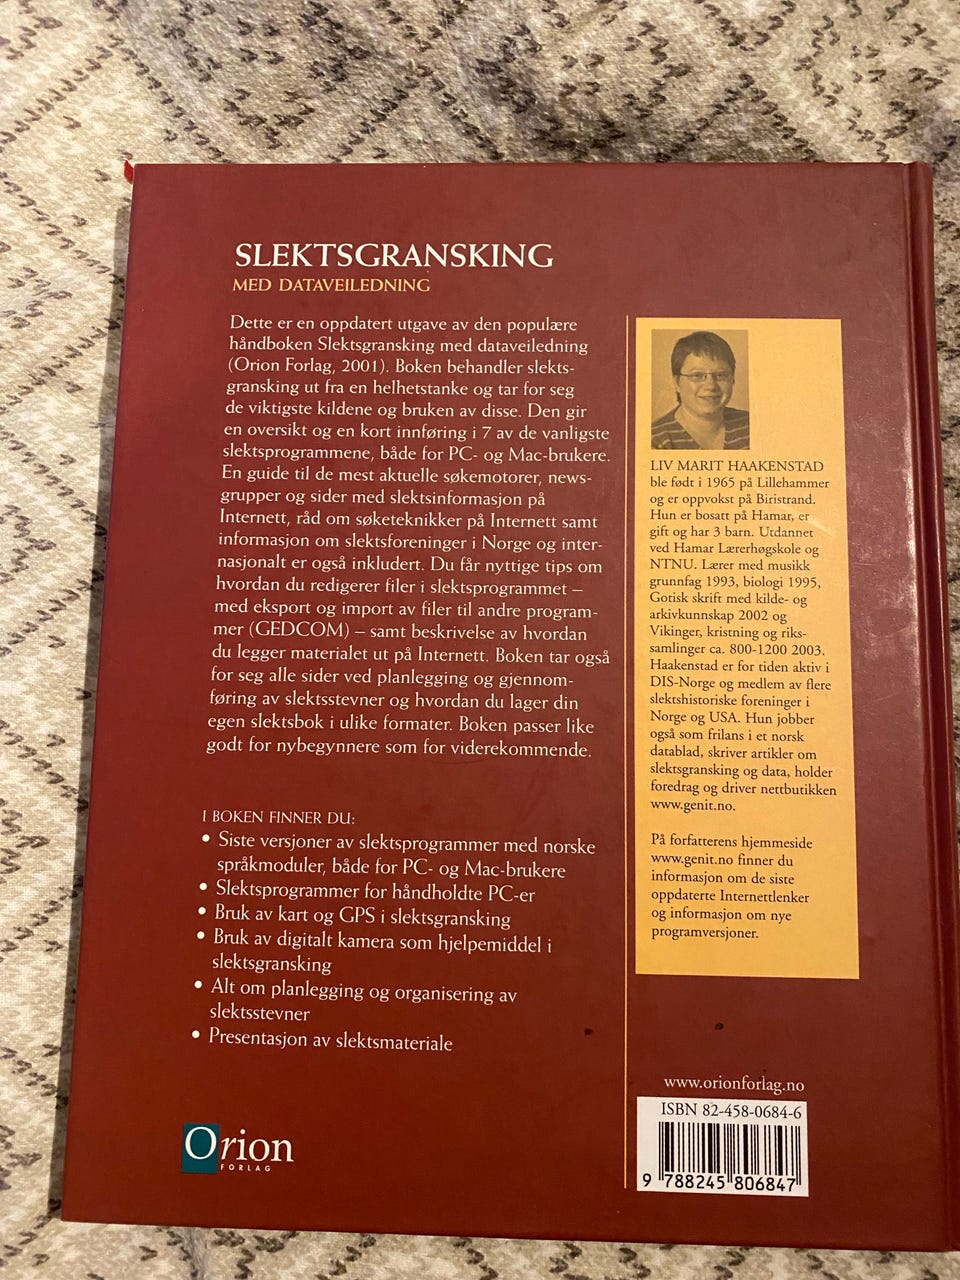 SLEKTSGRANSKING
MED DATAVEILEDNING
Dette er en oppdatert utgave av den populære
håndboken Slektsgransking med dataveiledning
(Orion Forlag, 2001). Boken behandler slekts-
gransking ut fra en helhetstanke og tar for seg
de viktigste kildene og bruken av disse. Den gir
en oversikt og en kort innføring i 7 av de vanligste
slektsprogrammene, både for PC- og Mac-brukere.
En guide til de mest aktuelle søkemotorer, news-
grupper og sider med slektsinformasjon på
Internett, råd om søketeknikker på Internett samt
informasjon om slektsforeninger i Norge og inter-
nasjonalt er også inkludert. Du får nyttige tips om
hvordan du redigerer filer i slektsprogrammet –
med eksport og import av filer til andre program-
mer (GEDCOM) – samt beskrivelse av hvordan
du legger materialet ut på Internett. Boken tar også
for seg alle sider ved planlegging og gjennom-
føring av slektsstevner og hvordan du lager din
egen slektsbok i ulike formater. Boken passer like
godt for nybegynnere som for viderekommende.
I BOKEN FINNER DU:
• Siste versjoner av slektsprogrammer med norske
språkmoduler, både for PC- og Mac-brukere
• Slektsprogrammer for håndholdte PC-er
• Bruk av kart og GPS i slektsgransking
• Bruk av digitalt kamera som hjelpemiddel i
slektsgransking
• Alt om planlegging og organisering av
slektsstevner
• Presentasjon av slektsmateriale
Orion
FORLAG
LIV MARIT HAAKENSTAD
ble født i 1965 på Lillehammer
og er oppvokst på Biristrand.
Hun er bosatt på Hamar, er
gift og har 3 barn. Utdannet
ved Hamar Lærerhøgskole og
NTNU. Lærer med musikk
grunnfag 1993, biologi 1995,
Gotisk skrift med kilde- og
arkivkunnskap 2002 og
Vikinger, kristning og riks-
samlinger ca. 800-1200 2003.
Haakenstad er for tiden aktiv i
DIS-Norge og medlem av flere
slektshistoriske foreninger i
Norge og USA. Hun jobber
også som frilans i et norsk
datablad, skriver artikler om
slektsgransking og data, holder
foredrag og driver nettbutikken
www.genit.no.
På forfatterens hjemmeside
www.genit.no finner du
informasjon om de siste
oppdaterte Internettlenker
og informasjon om nye
programversjoner.
www.orionforlag.no
ISBN 82-458-0684-6
9 788245 806847